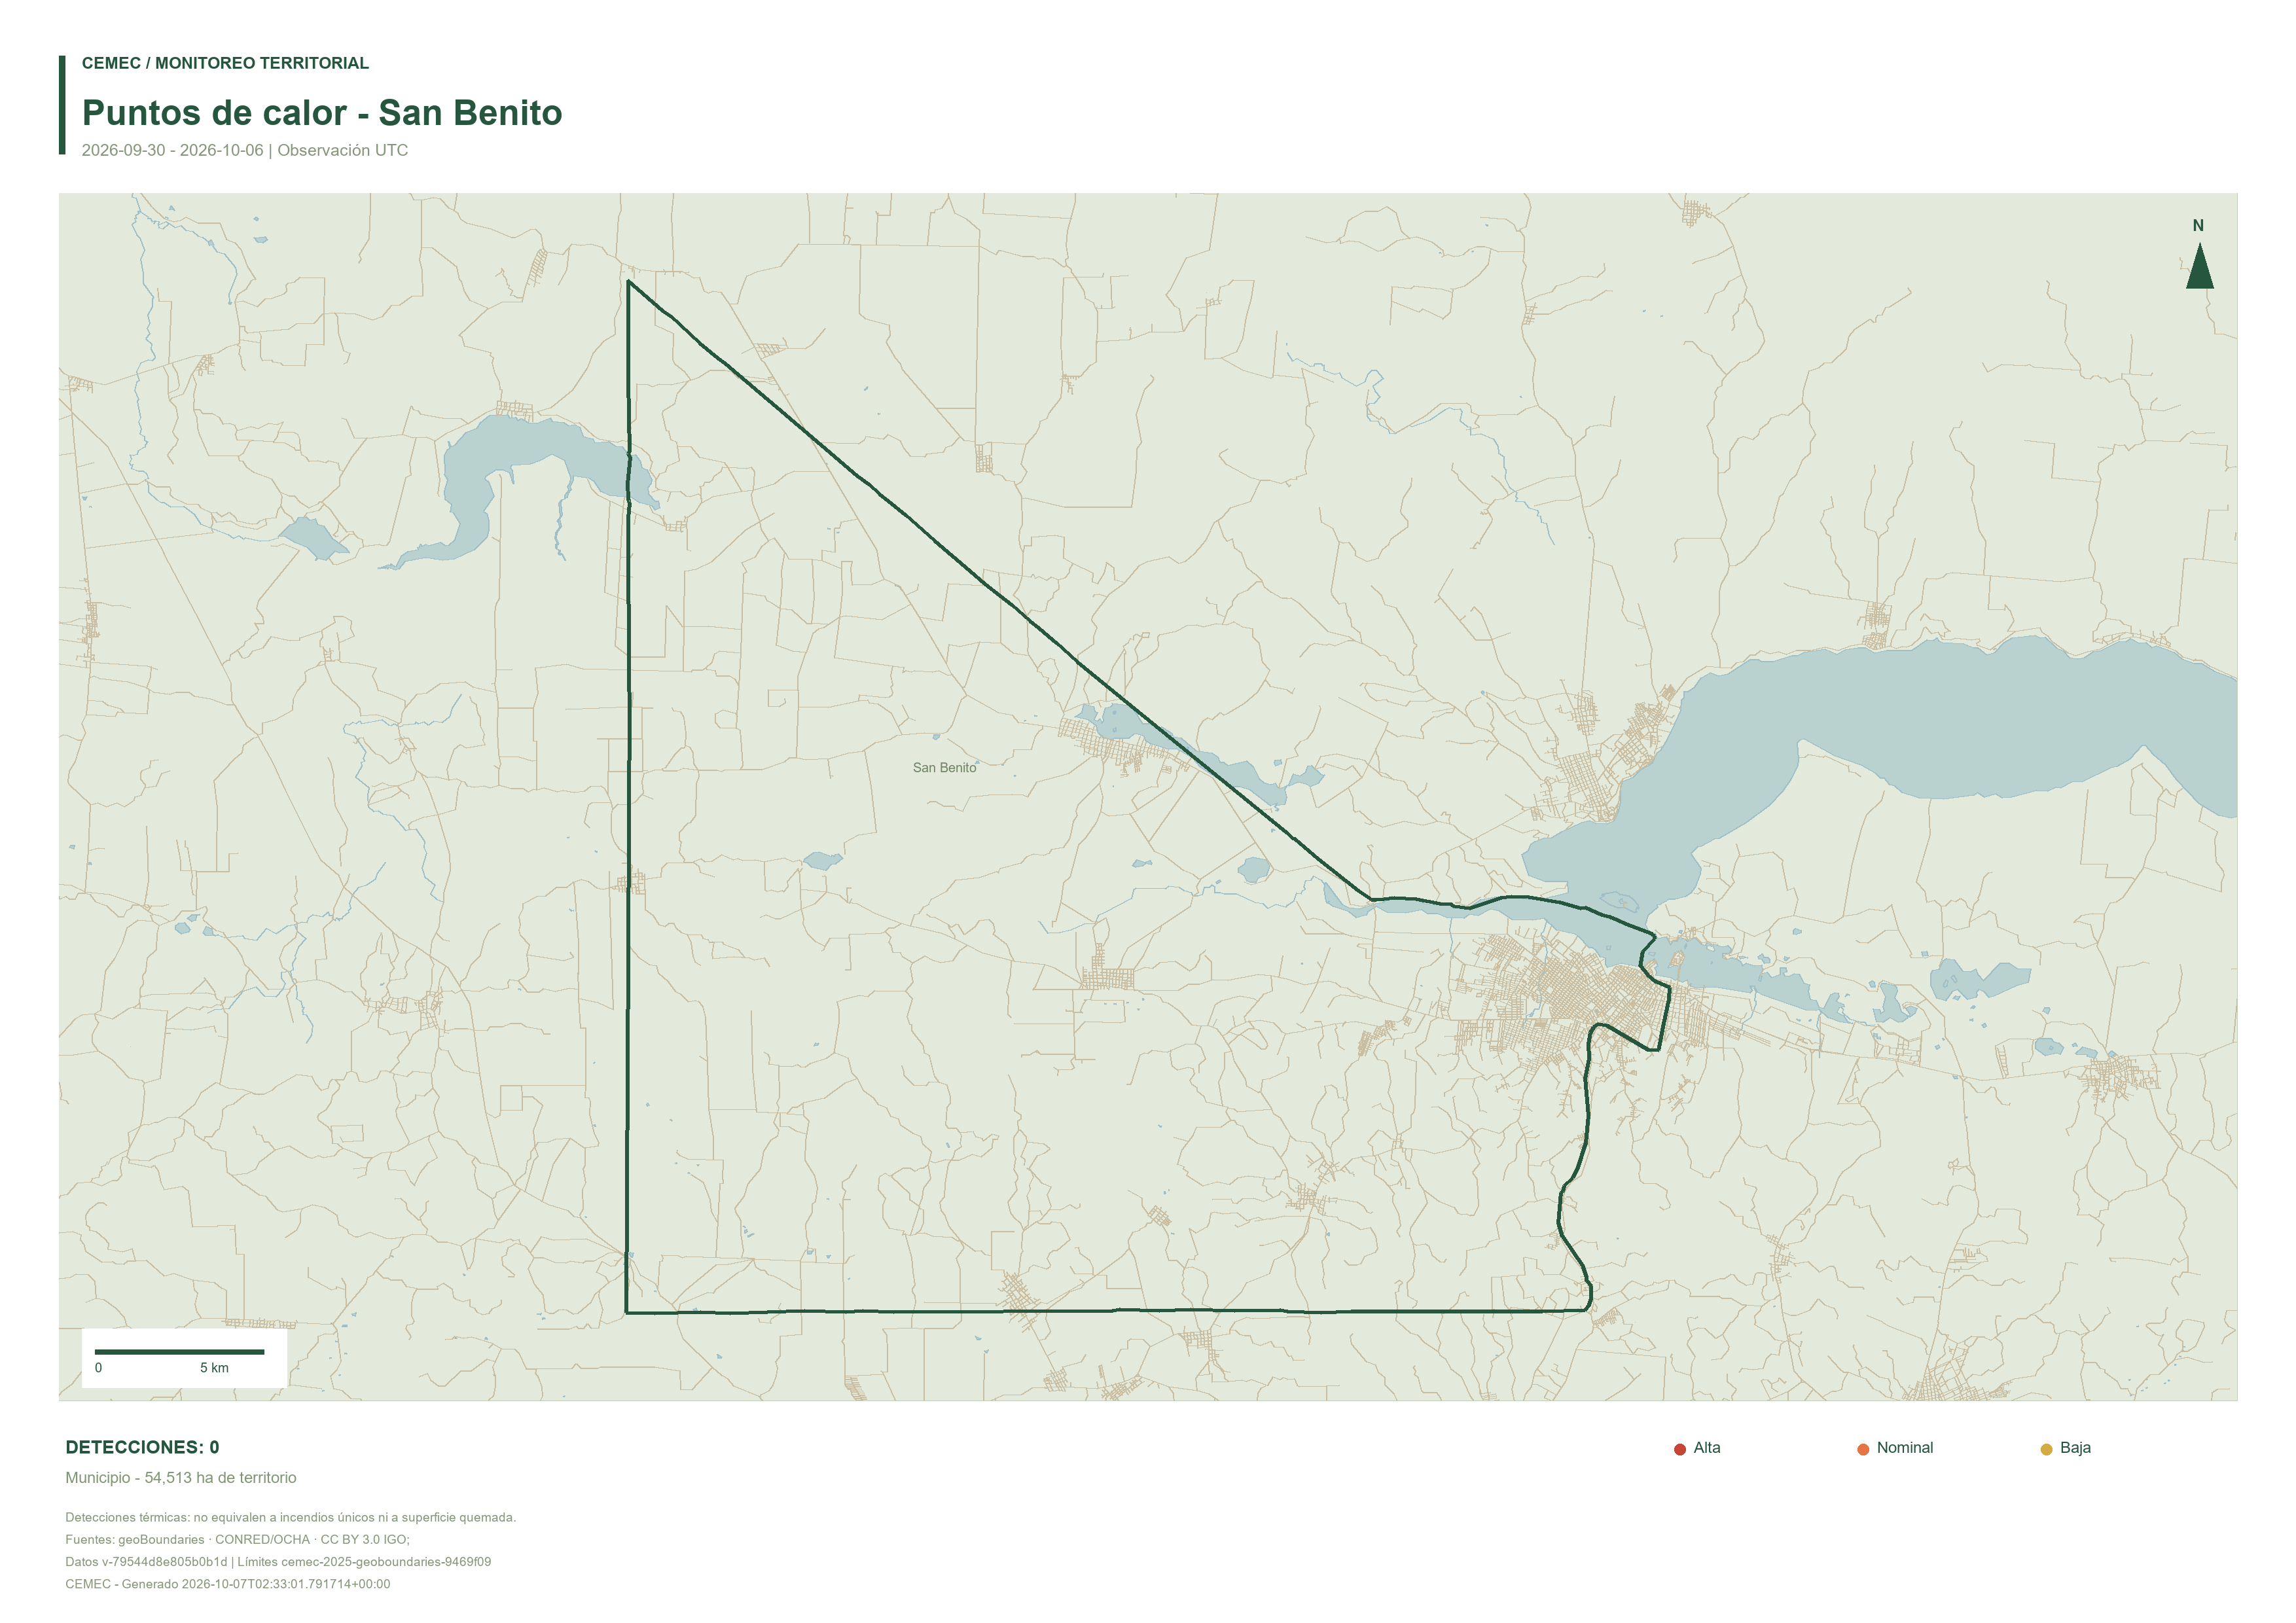 CEMEC / MONITOREO TERRITORIAL
Puntos de calor - San Benito
2026-09-30 - 2026-10-06 | Observación UTC
N
San Benito
0 5 km
DETECCIONES: 0
Alta Nominal Baja
Municipio - 54,513 ha de territorio
Detecciones térmicas: no equivalen a incendios únicos ni a superficie quemada.
Fuentes: geoBoundaries · CONRED/OCHA · CC BY 3.0 IGO;
Datos v-79544d8e805b0b1d | Límites cemec-2025-geoboundaries-9469f09
CEMEC - Generado 2026-10-07T02:33:01.791714+00:00